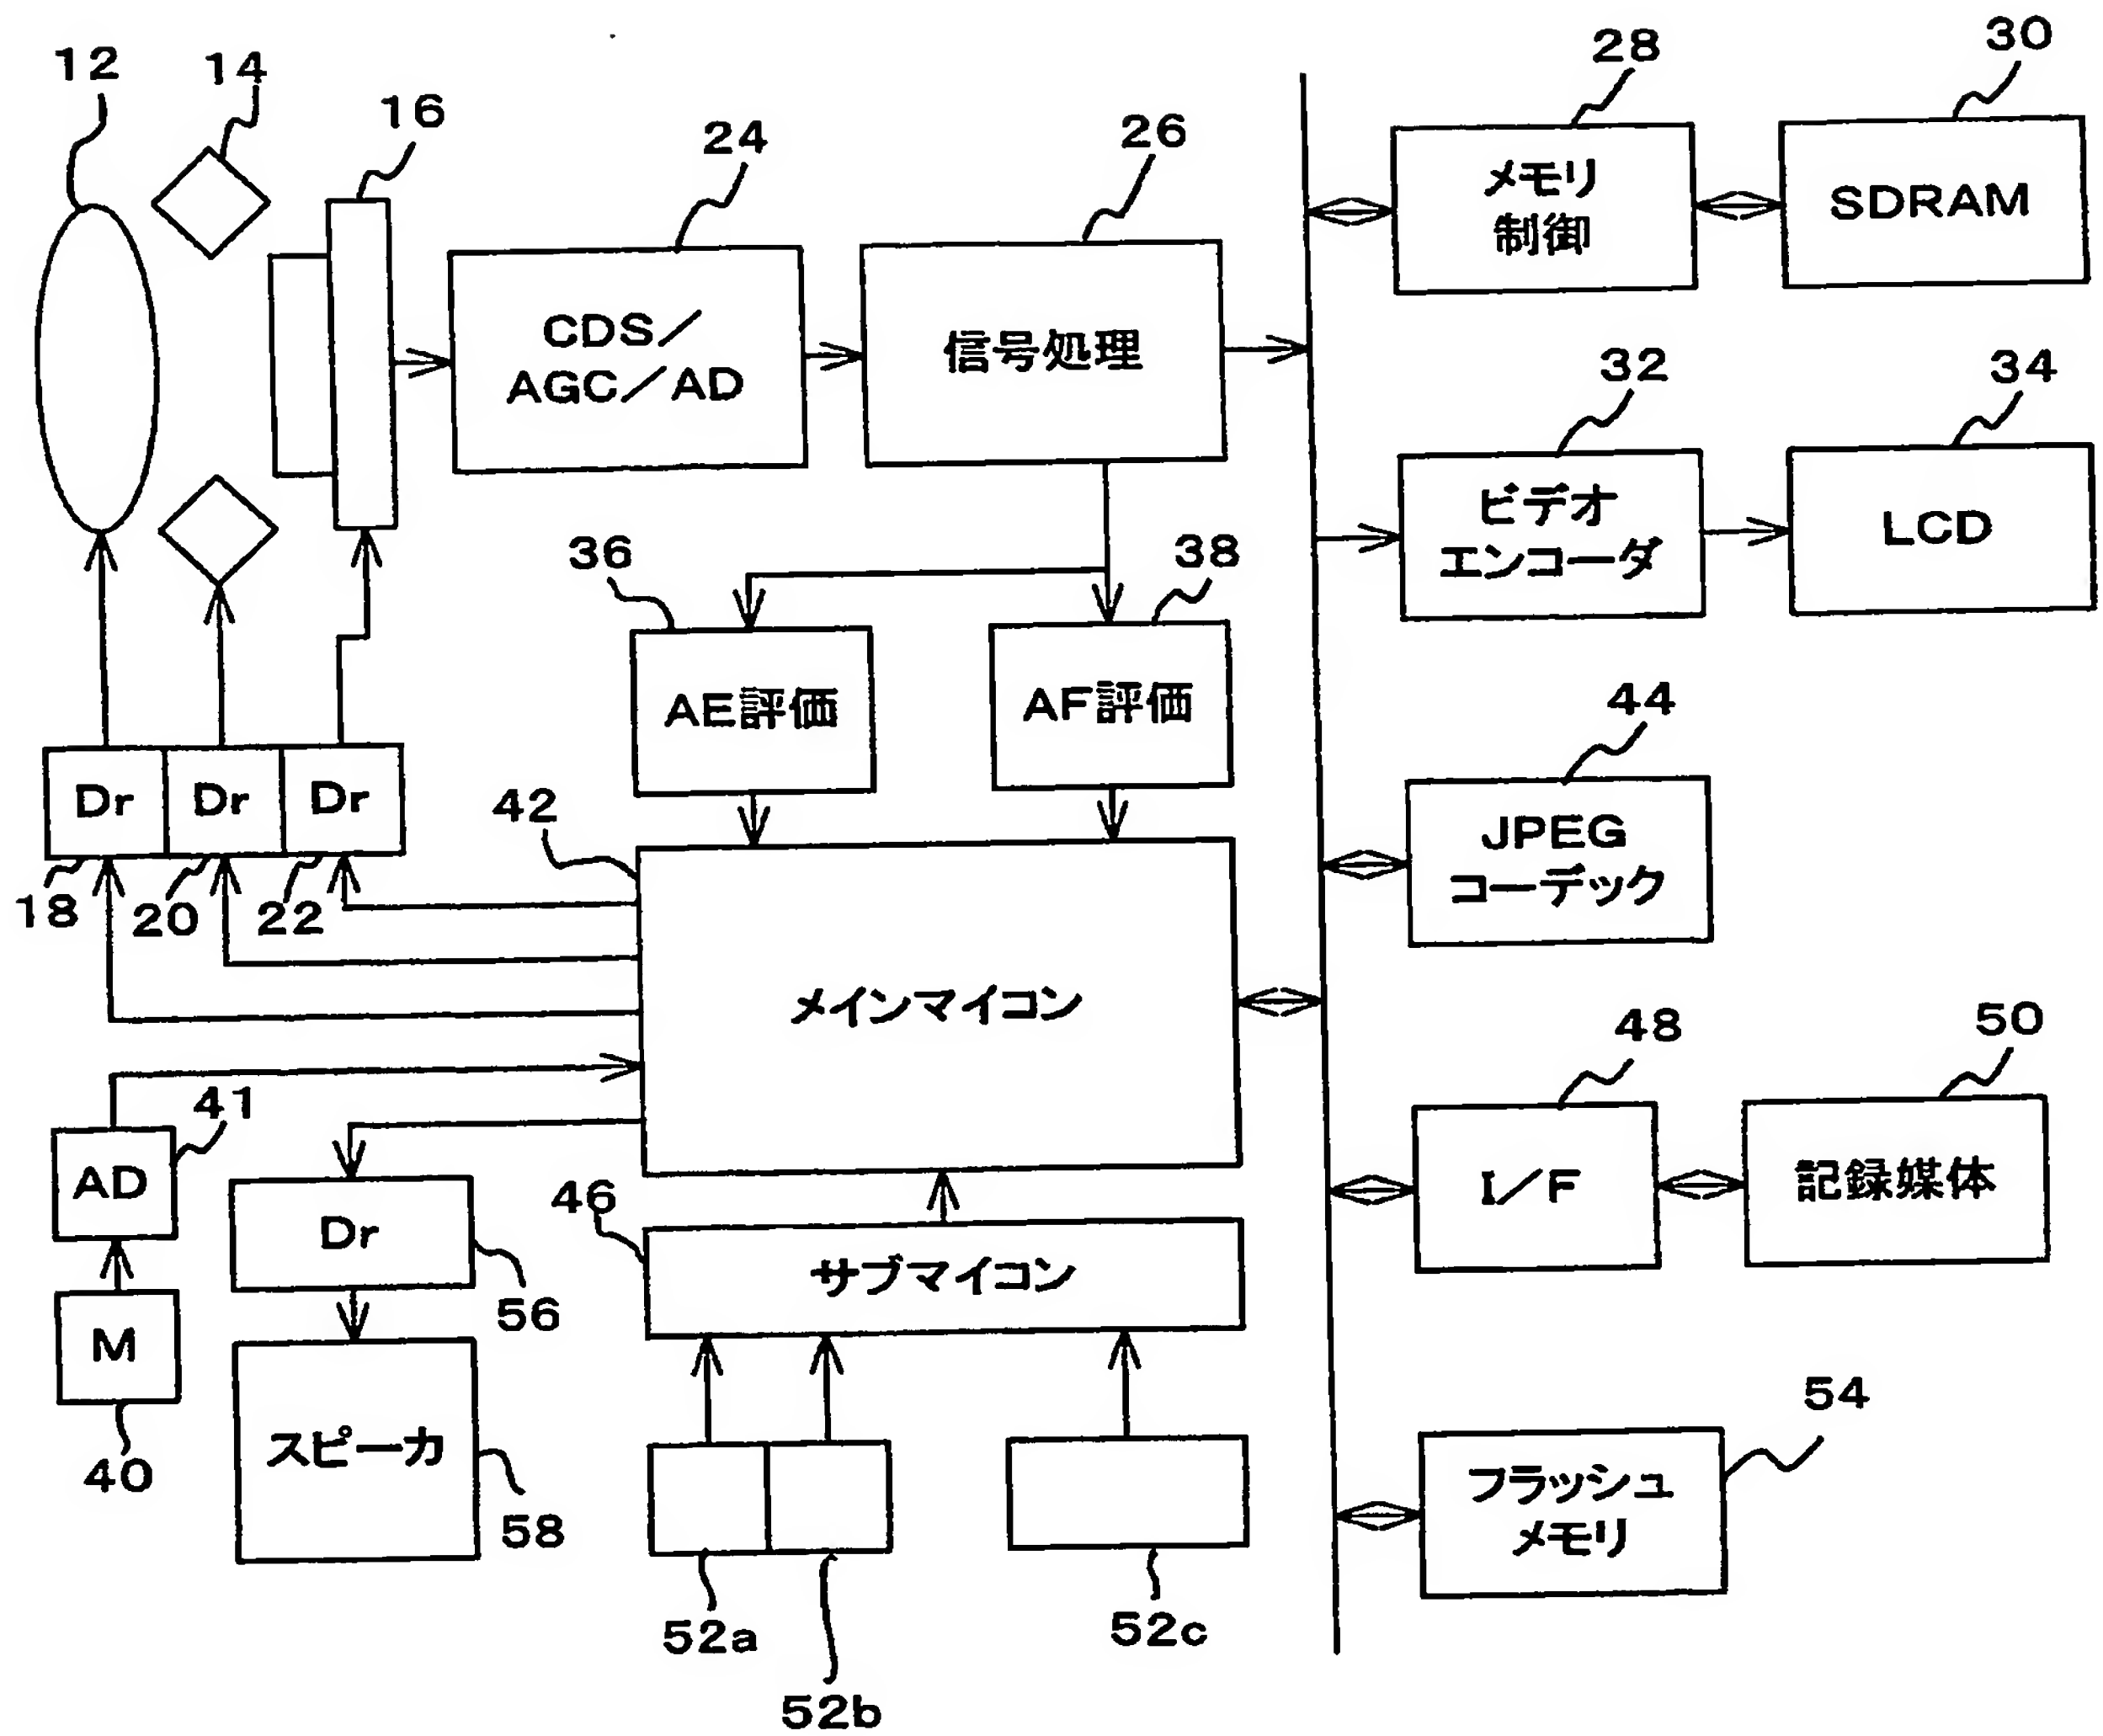 12
14
16
24
26
28
30
CDS／
AGC／AD
信号処理
メモリ
制御
SDRAM
32
34
ビデオ
エンコーダ
LCD
36
38
AE評価
AF評価
44
JPEG
コーデック
Dr
Dr
Dr
18
20
22
42
メインマイコン
48
50
I／F
記録媒体
41
AD
M
40
Dr
56
スピーカ
58
46
サブマイコン
52a
52b
52c
54
フラッシュ
メモリ